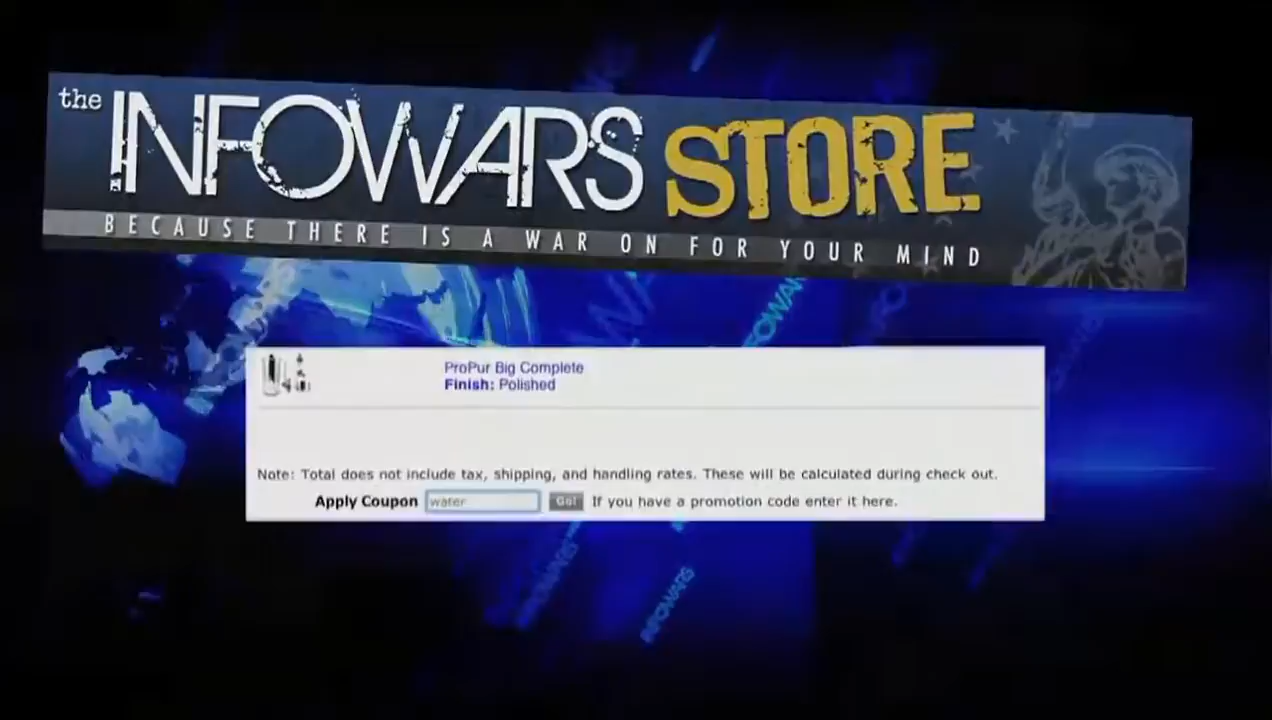 the INFOWARS STORE
BECAUSE THERE IS A WAR ON FOR YOUR MIND
ProPur Big Complete
Finish: Polished
Note: Total does not include tax, shipping, and handling rates. These will be calculated during check out.
Apply Coupon water Go! If you have a promotion code enter it here.
INFOWARS